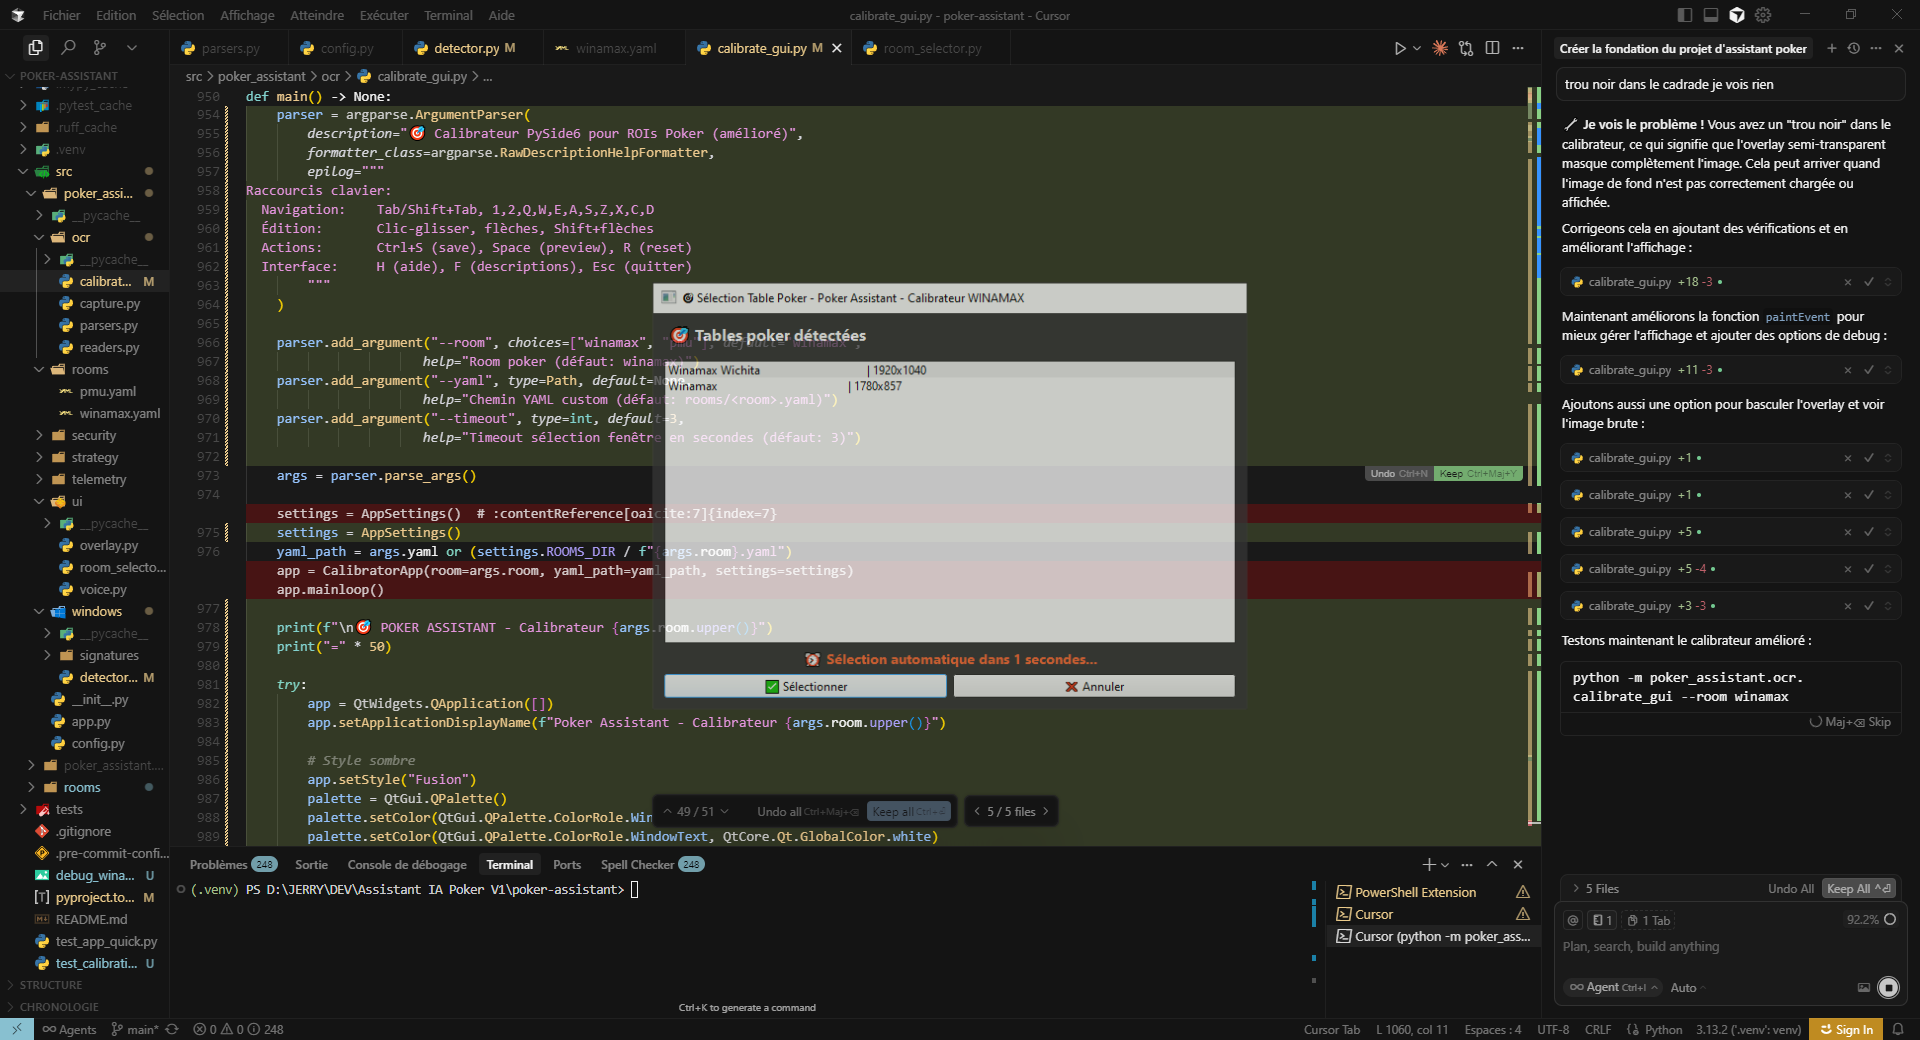 Fichier Edition Sélection Affichage Atteindre Exécuter Terminal Aide
calibrate_gui.py - poker-assistant - Cursor
parsers.py
config.py
detector.py M
winamax.yaml
calibrate_gui.py M
room_selector.py
src > poker_assistant > ocr > calibrate_gui.py > ...
POKER-ASSISTANT
.mypy_cache
.pytest_cache
.ruff_cache
.venv
src
poker_assi...
__pycache__
ocr
__pycache__
calibrat... M
capture.py
parsers.py
readers.py
rooms
pmu.yaml
winamax.yaml
security
strategy
telemetry
ui
__pycache__
overlay.py
room_selecto...
voice.py
windows
__pycache__
signatures
detector... M
__init__.py
app.py
config.py
poker_assistant....
rooms
tests
.gitignore
.pre-commit-confi...
debug_wina... U
pyproject.to... M
README.md
test_app_quick.py
test_calibrati... U
STRUCTURE
CHRONOLOGIE
950 def main() -> None:
954 parser = argparse.ArgumentParser(
955 description="🎯 Calibrateur PySide6 pour ROIs Poker (amélioré)",
956 formatter_class=argparse.RawDescriptionHelpFormatter,
957 epilog="""
958 Raccourcis clavier:
959 Navigation: Tab/Shift+Tab, 1,2,Q,W,E,A,S,Z,X,C,D
960 Édition: Clic-glisser, flèches, Shift+flèches
961 Actions: Ctrl+S (save), Space (preview), R (reset)
962 Interface: H (aide), F (descriptions), Esc (quitter)
963 """
964 )
965
966 parser.add_argument("--room", choices=["winamax", "pmu"], default="winamax",
967 help="Room poker (défaut: winamax)")
968 parser.add_argument("--yaml", type=Path, default=None,
969 help="Chemin YAML custom (défaut: rooms/<room>.yaml)")
970 parser.add_argument("--timeout", type=int, default=3,
971 help="Timeout sélection fenêtre en secondes (défaut: 3)")
972
973 args = parser.parse_args()
974
settings = AppSettings() # :contentReference[oaicite:7]{index=7}
975 settings = AppSettings()
976 yaml_path = args.yaml or (settings.ROOMS_DIR / f"{args.room}.yaml")
app = CalibratorApp(room=args.room, yaml_path=yaml_path, settings=settings)
app.mainloop()
977
978 print(f"\n🎯 POKER ASSISTANT - Calibrateur {args.room.upper()}")
979 print("=" * 50)
980
981 try:
982 app = QtWidgets.QApplication([])
983 app.setApplicationDisplayName(f"Poker Assistant - Calibrateur {args.room.upper()}")
984
985 # Style sombre
986 app.setStyle("Fusion")
987 palette = QtGui.QPalette()
988 palette.setColor(QtGui.QPalette.ColorRole.Win
989 palette.setColor(QtGui.QPalette.ColorRole.WindowText, QtCore.Qt.GlobalColor.white)
Undo Ctrl+N Keep Ctrl+Maj+Y
🎯 Sélection Table Poker - Poker Assistant - Calibrateur WINAMAX
🎯 Tables poker détectées
Winamax Wichita | 1920x1040
Winamax | 1780x857
⏰ Sélection automatique dans 1 secondes...
✅ Sélectionner
❌ Annuler
49 / 51 Undo all Ctrl+Maj+⌫ Keep all Ctrl+⏎
5 / 5 files
Problèmes 248 Sortie Console de débogage Terminal Ports Spell Checker 248
(.venv) PS D:\JERRY\DEV\Assistant IA Poker V1\poker-assistant>
Ctrl+K to generate a command
PowerShell Extension
Cursor
Cursor (python -m poker_ass...
Créer la fondation du projet d'assistant poker
trou noir dans le cadrade je vois rien
🔧 Je vois le problème ! Vous avez un "trou noir" dans le
calibrateur, ce qui signifie que l'overlay semi-transparent
masque complètement l'image. Cela peut arriver quand
l'image de fond n'est pas correctement chargée ou
affichée.
Corrigeons cela en ajoutant des vérifications et en
améliorant l'affichage :
calibrate_gui.py +18 -3
Maintenant améliorons la fonction paintEvent pour
mieux gérer l'affichage et ajouter des options de debug :
calibrate_gui.py +11 -3
Ajoutons aussi une option pour basculer l'overlay et voir
l'image brute :
calibrate_gui.py +1
calibrate_gui.py +1
calibrate_gui.py +5
calibrate_gui.py +5 -4
calibrate_gui.py +3 -3
Testons maintenant le calibrateur amélioré :
python -m poker_assistant.ocr.
calibrate_gui --room winamax
Maj+⌫ Skip
5 Files Undo All Keep All ^⏎
@ 1 1 Tab 92.2%
Plan, search, build anything
Agent Ctrl+I Auto
Agents main* 0 0 248
Cursor Tab L 1060, col 11 Espaces : 4 UTF-8 CRLF Python 3.13.2 ('.venv': venv) Sign In